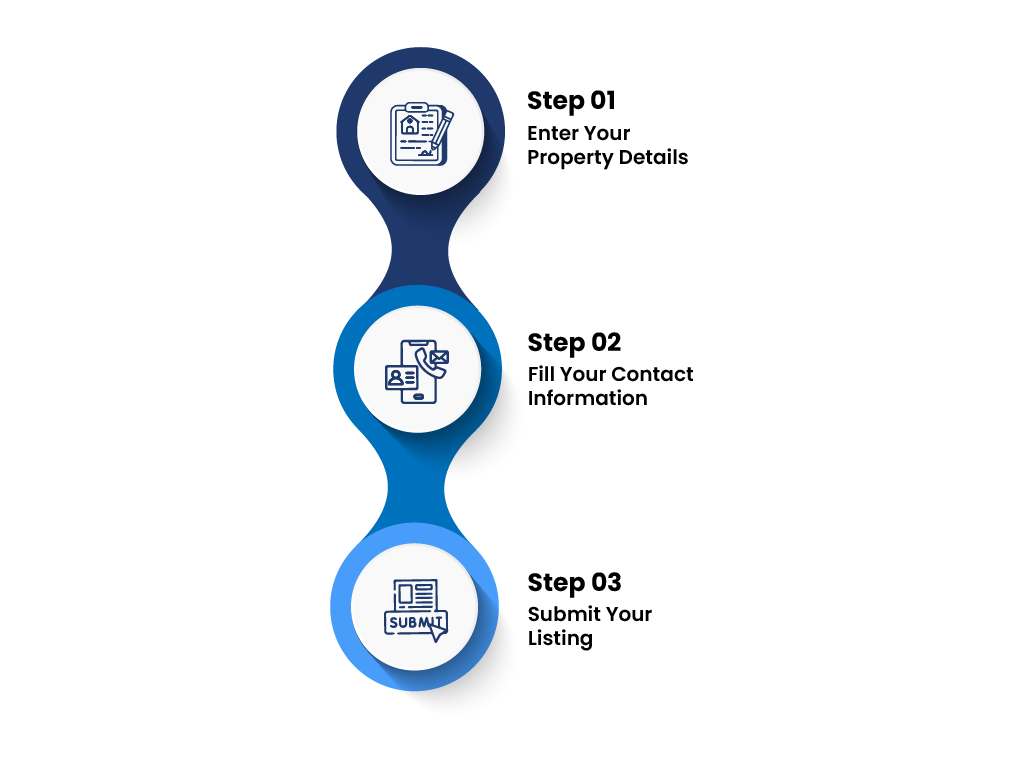 Step 01
Enter Your
Property Details
Step 02
Fill Your Contact
Information
Step 03
SUBMIT
Submit Your
Listing